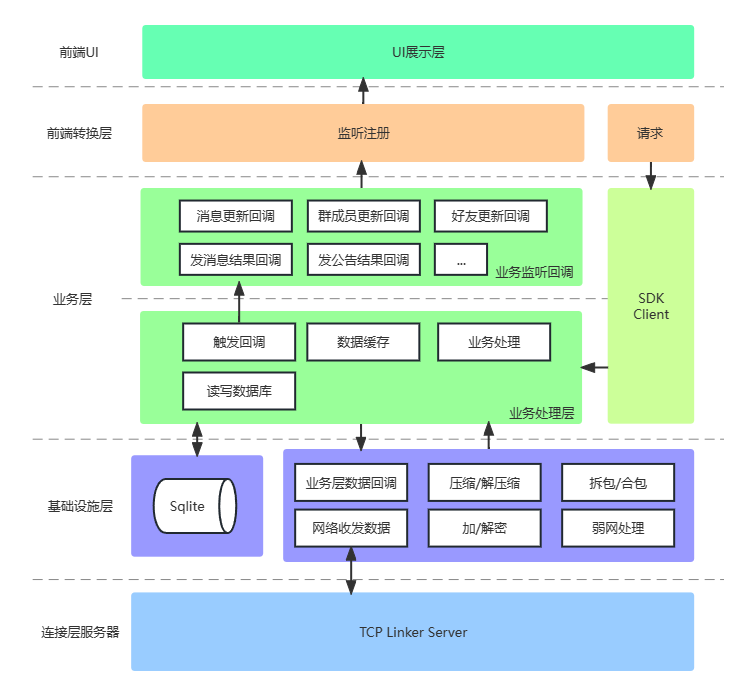 前端UI
UI展示层
前端转换层
监听注册
请求
消息更新回调
群成员更新回调
好友更新回调
发消息结果回调
发公告结果回调
...
业务监听回调
业务层
SDK
Client
触发回调
数据缓存
业务处理
读写数据库
业务处理层
基础设施层
Sqlite
业务层数据回调
压缩/解压缩
拆包/合包
网络收发数据
加/解密
弱网处理
连接层服务器
TCP Linker Server